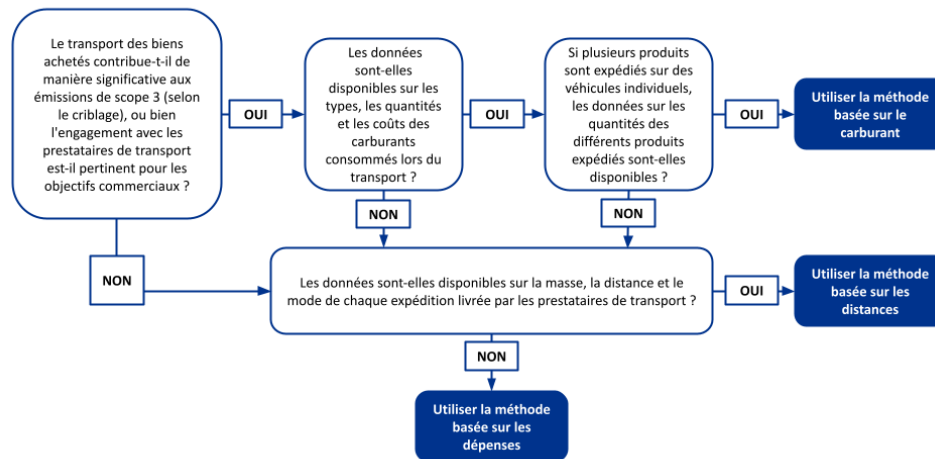 Le transport des biens
achetés contribue-t-il de
manière significative aux
émissions de scope 3 (selon
le criblage), ou bien
l'engagement avec les
prestataires de transport
est-il pertinent pour les
objectifs commerciaux ?
OUI
Les données
sont-elles
disponibles sur les
types, les quantités
et les coûts des
carburants
consommés lors du
transport ?
OUI
Si plusieurs produits
sont expédiés sur des
véhicules individuels,
les données sur les
quantités des
différents produits
expédiés sont-elles
disponibles ?
OUI
Utiliser la méthode
basée sur le
carburant
NON
NON
NON
Les données sont-elles disponibles sur la masse, la distance et le
mode de chaque expédition livrée par les prestataires de transport ?
OUI
Utiliser la méthode
basée sur les
distances
NON
Utiliser la méthode
basée sur les
dépenses